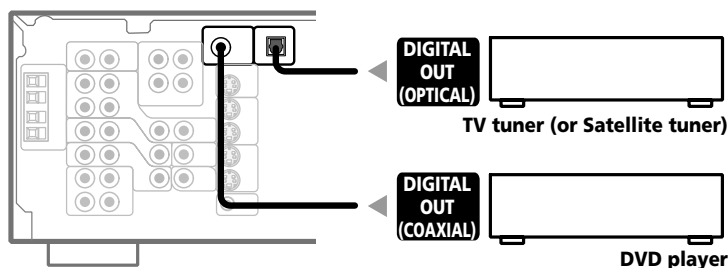 DIGITAL
OUT
(OPTICAL)
TV tuner (or Satellite tuner)
DIGITAL
OUT
(COAXIAL)
DVD player